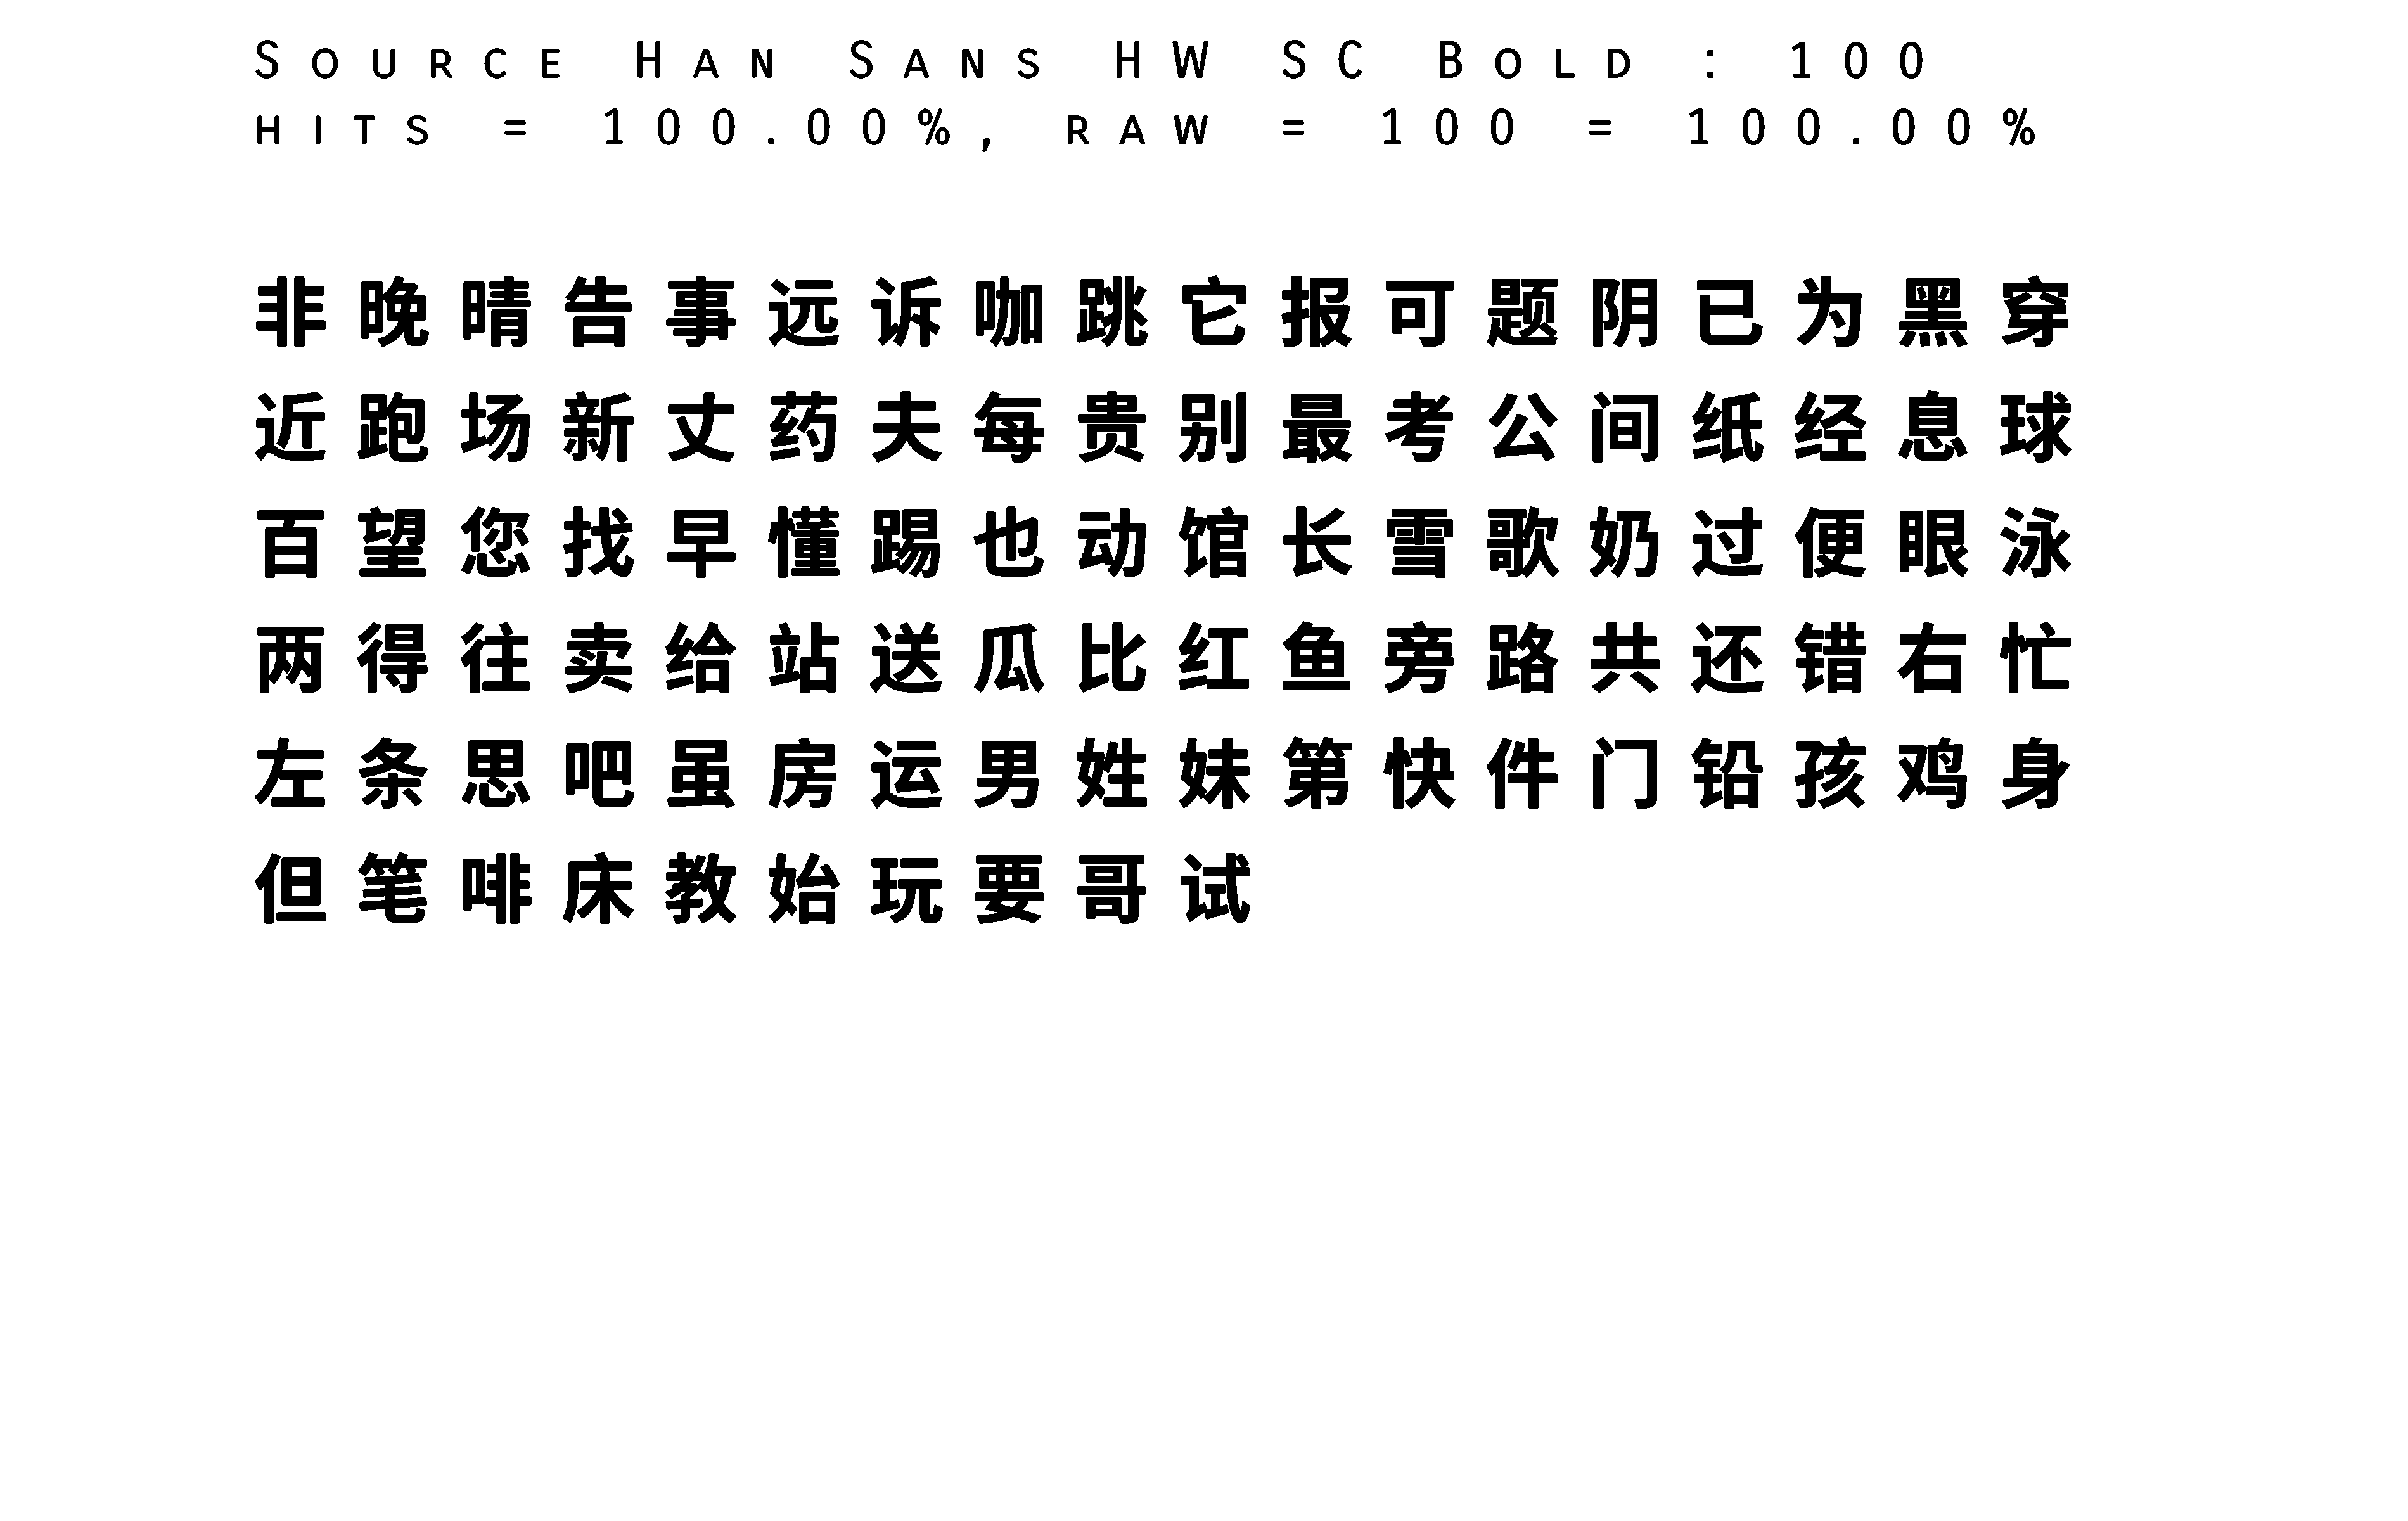 Source Han Sans HW SC Bold : 100
hits = 100.00%, raw = 100 = 100.00%
非晚晴告事远诉咖跳它报可题阴已为黑穿
近跑场新丈药夫每贵别最考公间纸经息球
百望您找早懂踢也动馆长雪歌奶过便眼泳
两得往卖给站送瓜比红鱼旁路共还错右忙
左条思吧虽房运男姓妹第快件门铅孩鸡身
但笔啡床教始玩要哥试